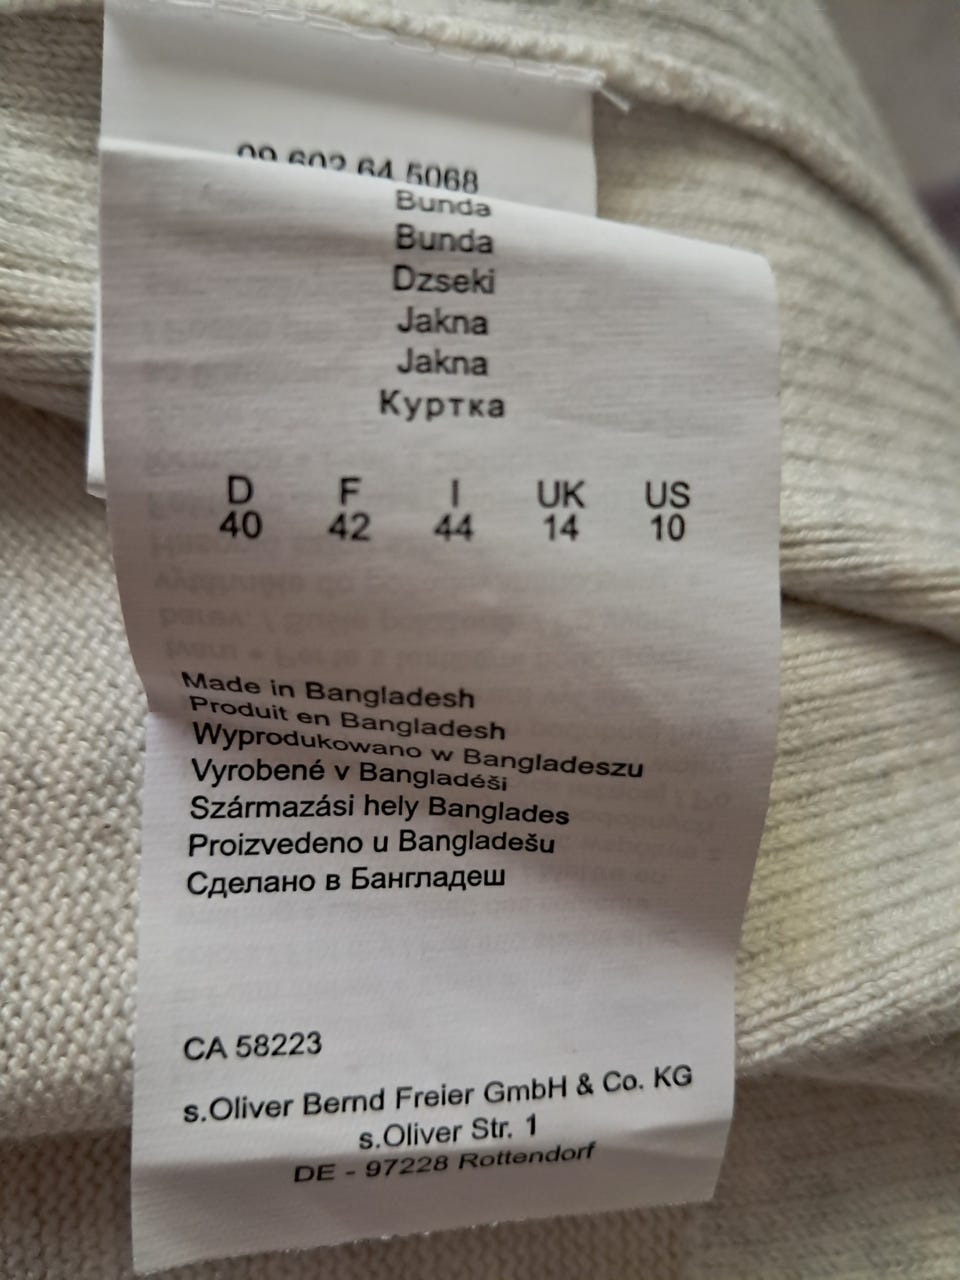 09.602.64.5068
Bunda
Bunda
Dzseki
Jakna
Jakna
Куртка
D F I UK US
40 42 44 14 10
Made in Bangladesh
Produit en Bangladesh
Wyprodukowano w Bangladeszu
Vyrobené v Bangladéši
Származási hely Banglades
Proizvedeno u Bangladešu
Сделано в Бангладеш
CA 58223
s.Oliver Bernd Freier GmbH & Co. KG
s.Oliver Str. 1
DE - 97228 Rottendorf